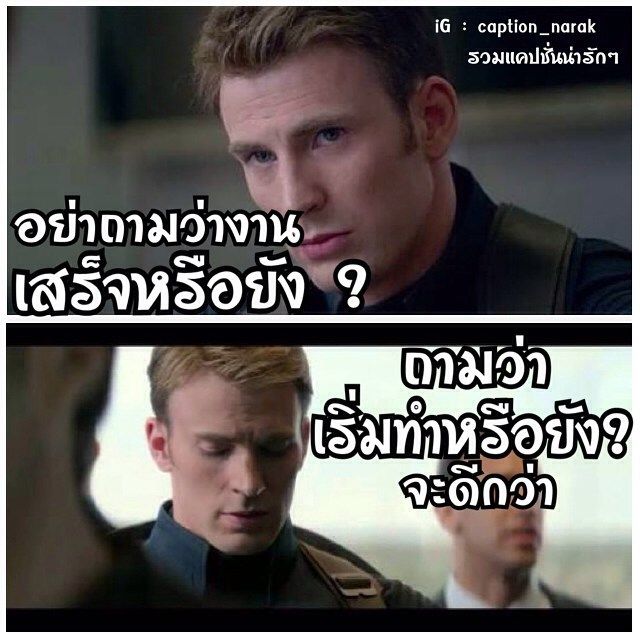 iG : caption_narak
รวมแคปชั่นน่ารักๆ
อย่าถามว่างาน
เสร็จหรือยัง ?
ถามว่า
เริ่มทำหรือยัง?
จะดีกว่า